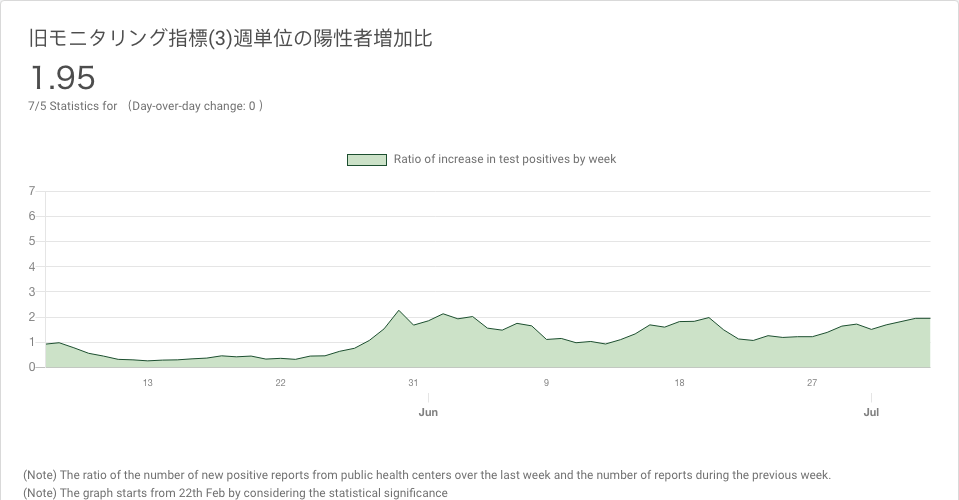 旧モニタリング指標(3)週単位の陽性者増加比
1.95
7/5 Statistics for （Day-over-day change: 0 ）
Ratio of increase in test positives by week
7
6
5
4
3
2
1
0
13 22 31 9 18 27
Jun Jul
(Note) The ratio of the number of new positive reports from public health centers over the last week and the number of reports during the previous week.
(Note) The graph starts from 22th Feb by considering the statistical significance